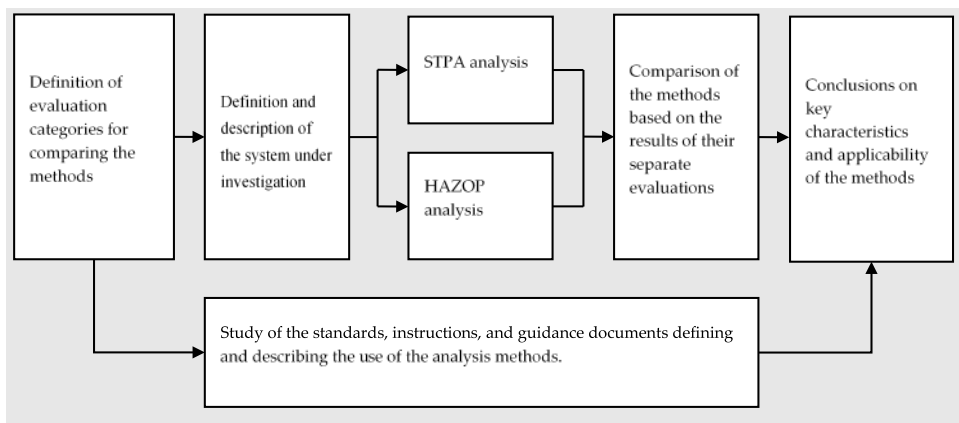 Definition of
evaluation
categories for
comparing the
methods
Definition and
description of
the system under
investigation
STPA analysis
HAZOP
analysis
Comparison of
the methods
based on the
results of their
separate
evaluations
Conclusions on
key
characteristics
and applicability
of the methods
Study of the standards, instructions, and guidance documents defining
and describing the use of the analysis methods.